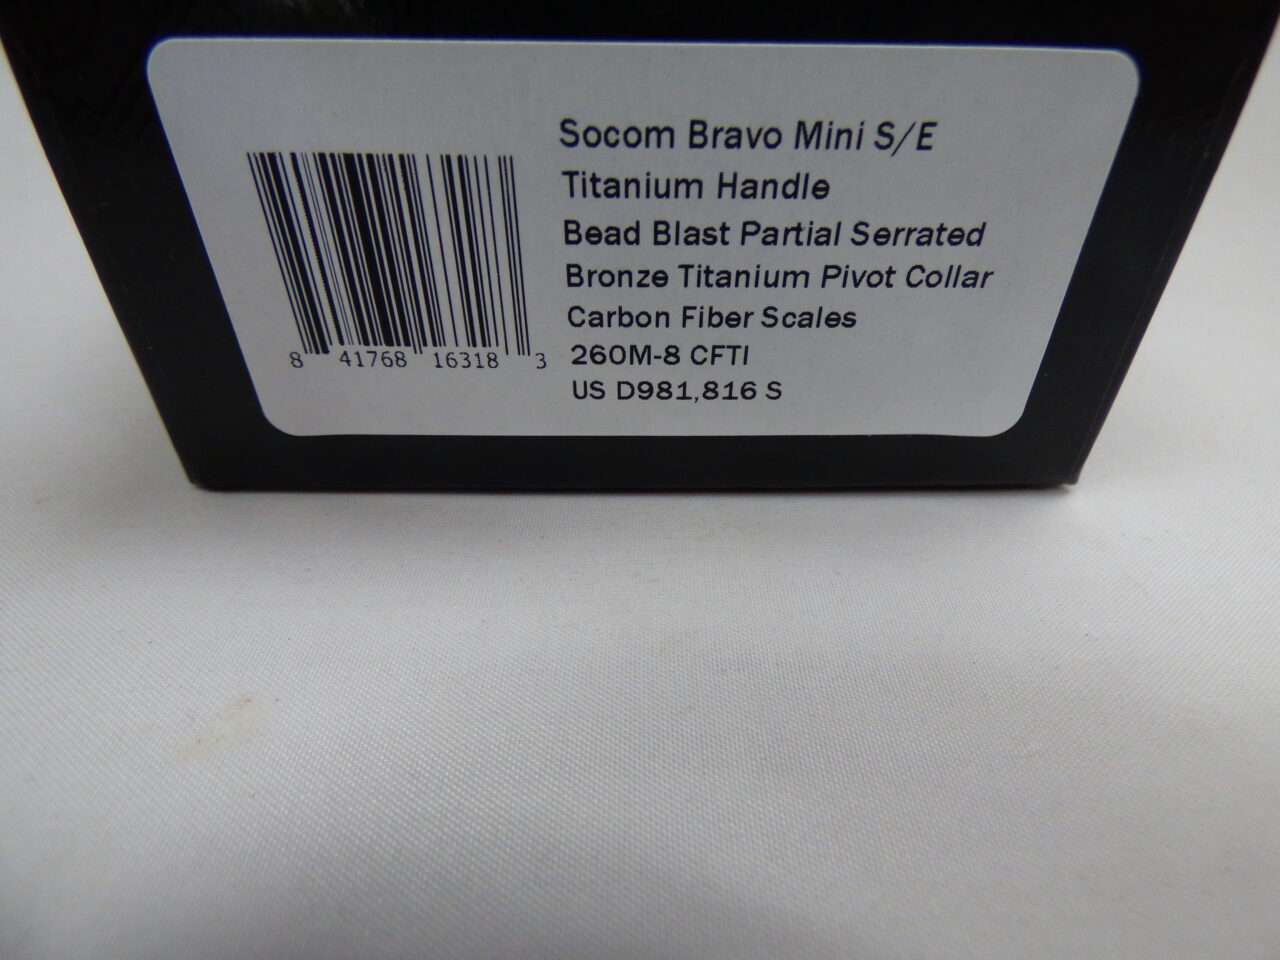 Socom Bravo Mini S/E
Titanium Handle
Bead Blast Partial Serrated
Bronze Titanium Pivot Collar
Carbon Fiber Scales
260M-8 CFTI
US D981,816 S
8 41768 16318 3